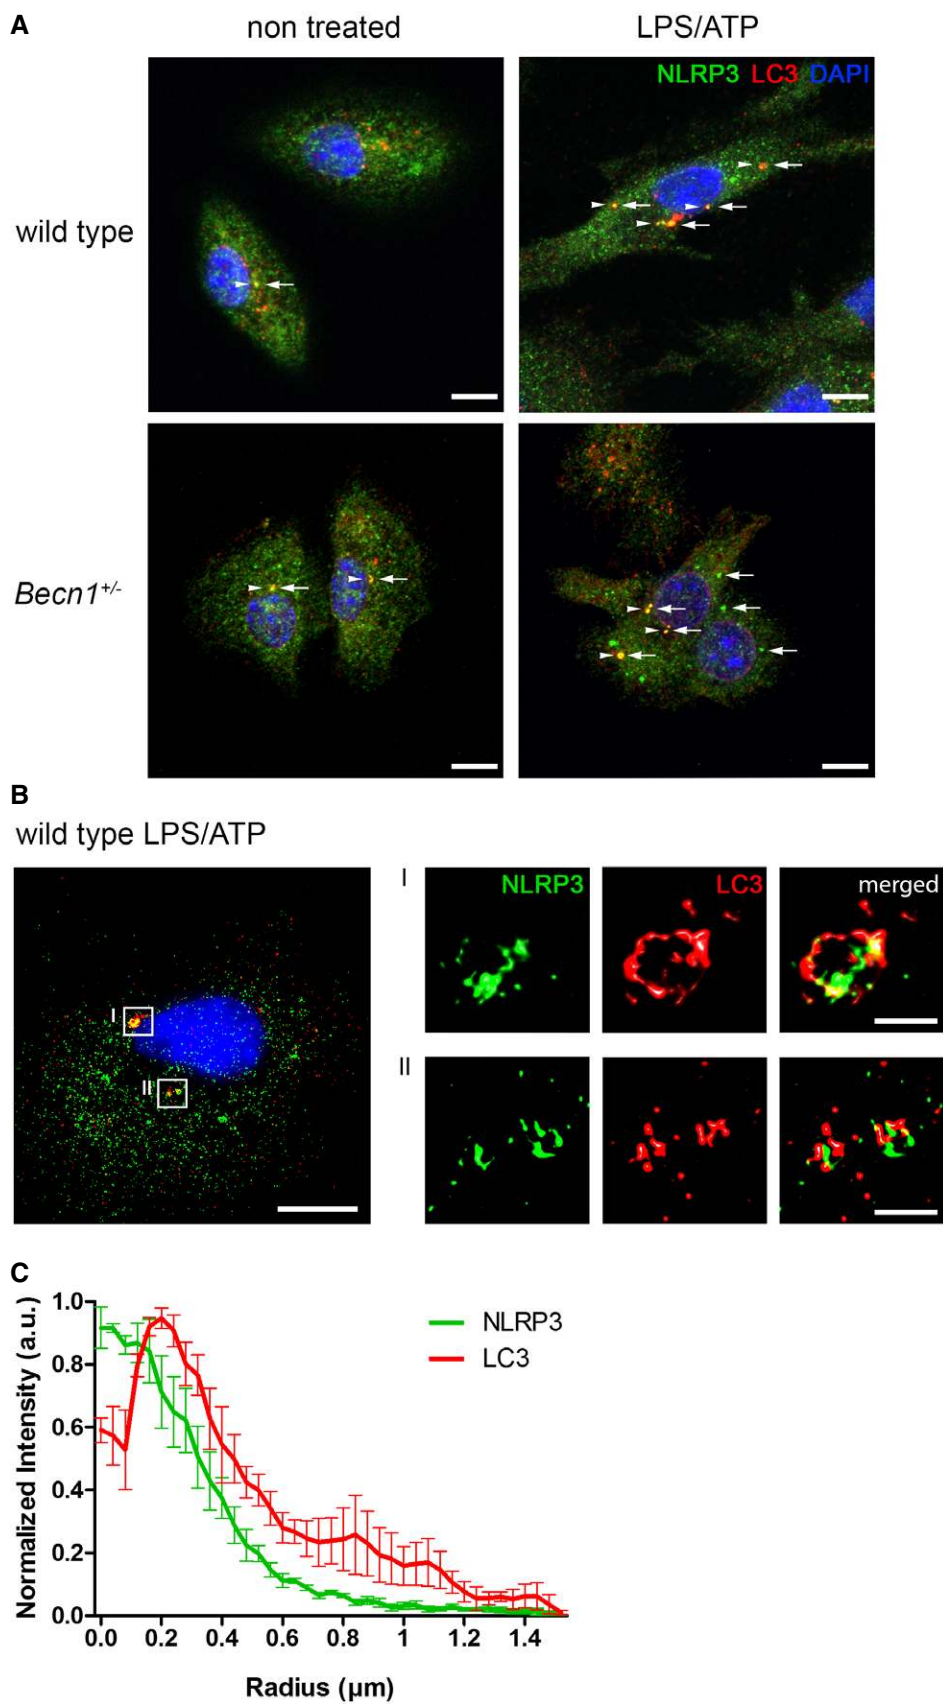 A
non treated
LPS/ATP
NLRP3 LC3 DAPI
wild type
Becn1+/-
B
wild type LPS/ATP
I
II
I
NLRP3
LC3
merged
II
C
Normalized Intensity (a.u.)
1.0
0.8
0.6
0.4
0.2
0.0
NLRP3
LC3
0.0 0.2 0.4 0.6 0.8 1 1.2 1.4
Radius (µm)